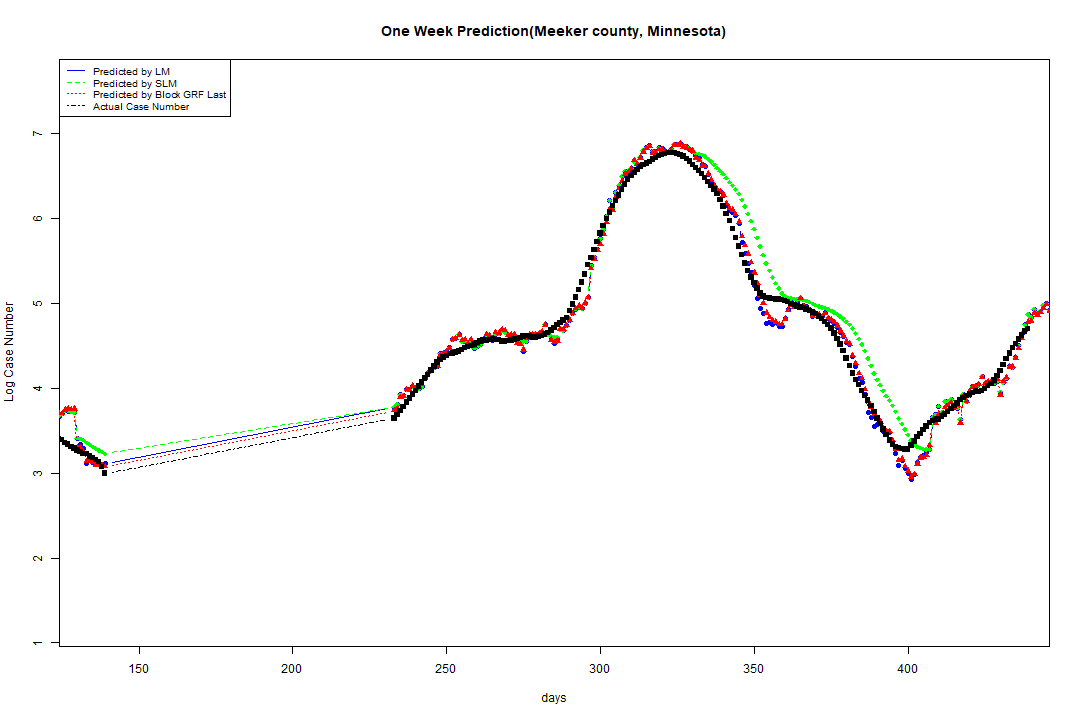 One Week Prediction(Meeker county, Minnesota)
Predicted by LM
Predicted by SLM
Predicted by Block GRF Last
Actual Case Number
7
6
5
4
3
2
1
Log Case Number
150 200 250 300 350 400
days